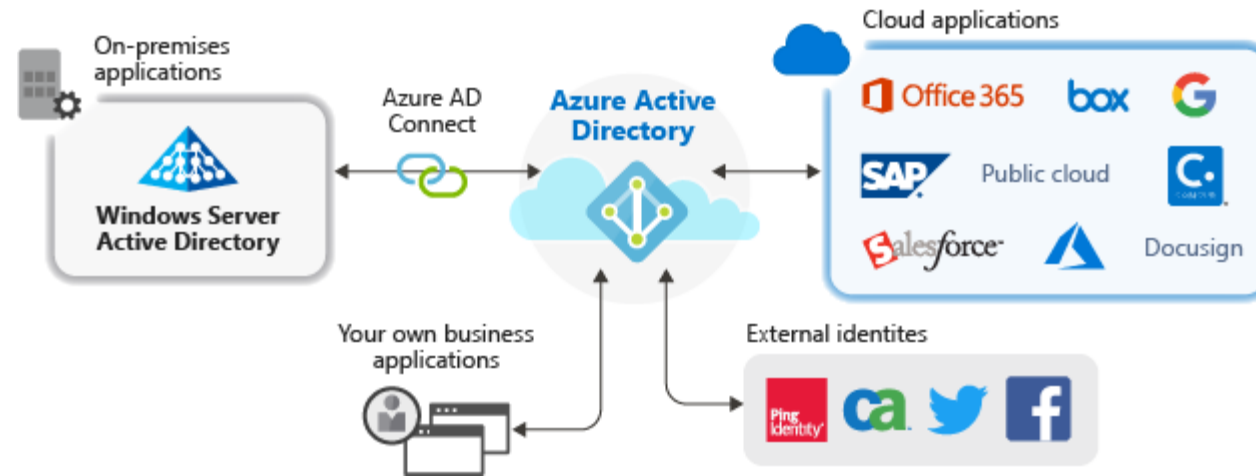 On-premises
applications
Windows Server
Active Directory
Azure AD
Connect
Azure Active
Directory
Cloud applications
Office 365
box
G
SAP
Public cloud
C.
salesforce
Docusign
Your own business
applications
External identites
Ping
Identity
ca
f